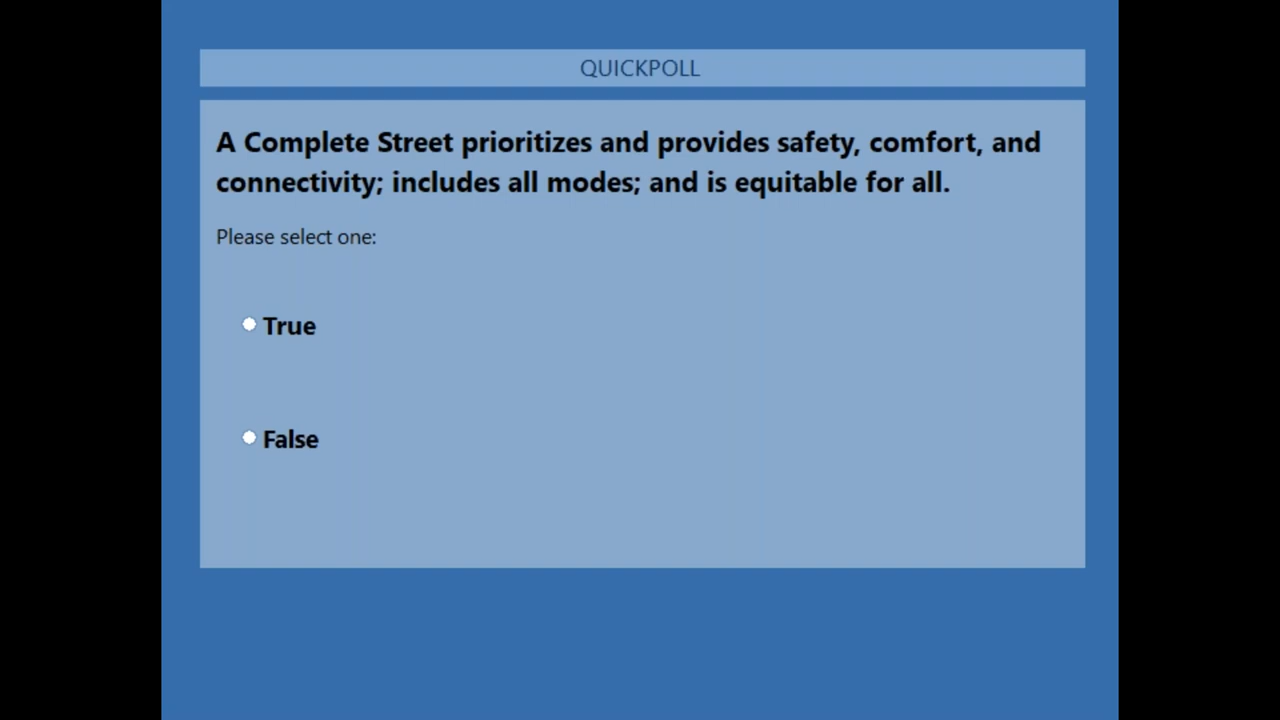 QUICKPOLL
A Complete Street prioritizes and provides safety, comfort, and
connectivity; includes all modes; and is equitable for all.
Please select one:
True
False